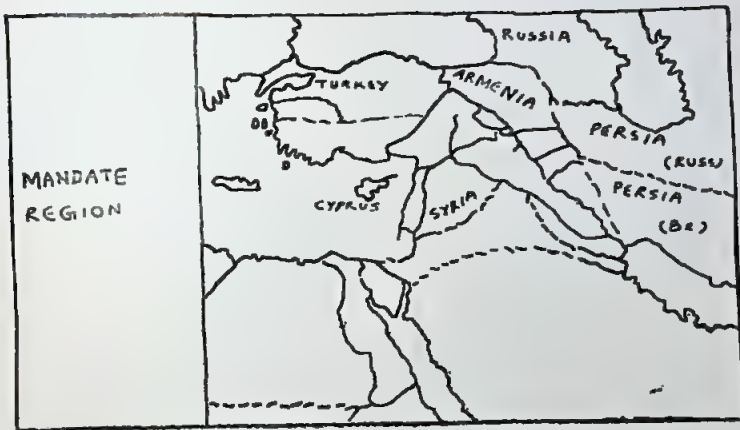 MANDATE
REGION
RUSSIA
TURKEY
ARMENIA
PERSIA
(RUSS)
PERSIA
(BR)
CYPRUS
SYRIA